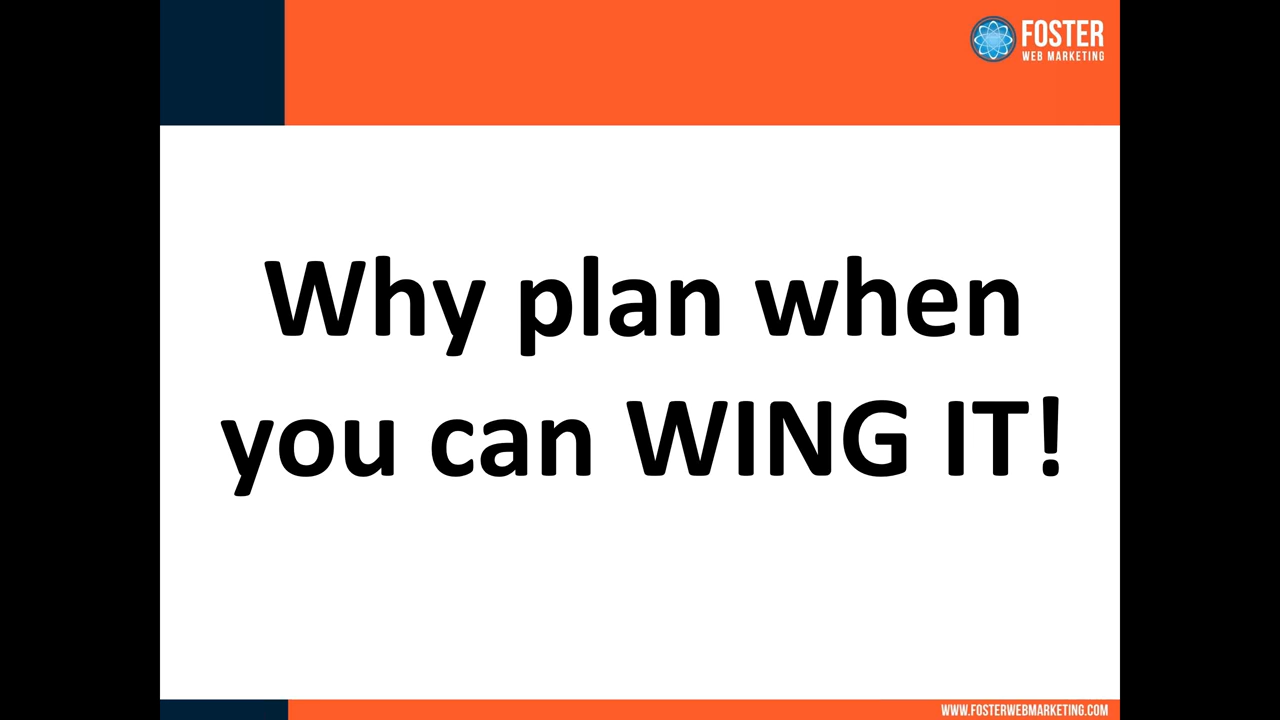 FOSTER
WEB MARKETING
Why plan when
you can WING IT!
WWW.FOSTERWEBMARKETING.COM